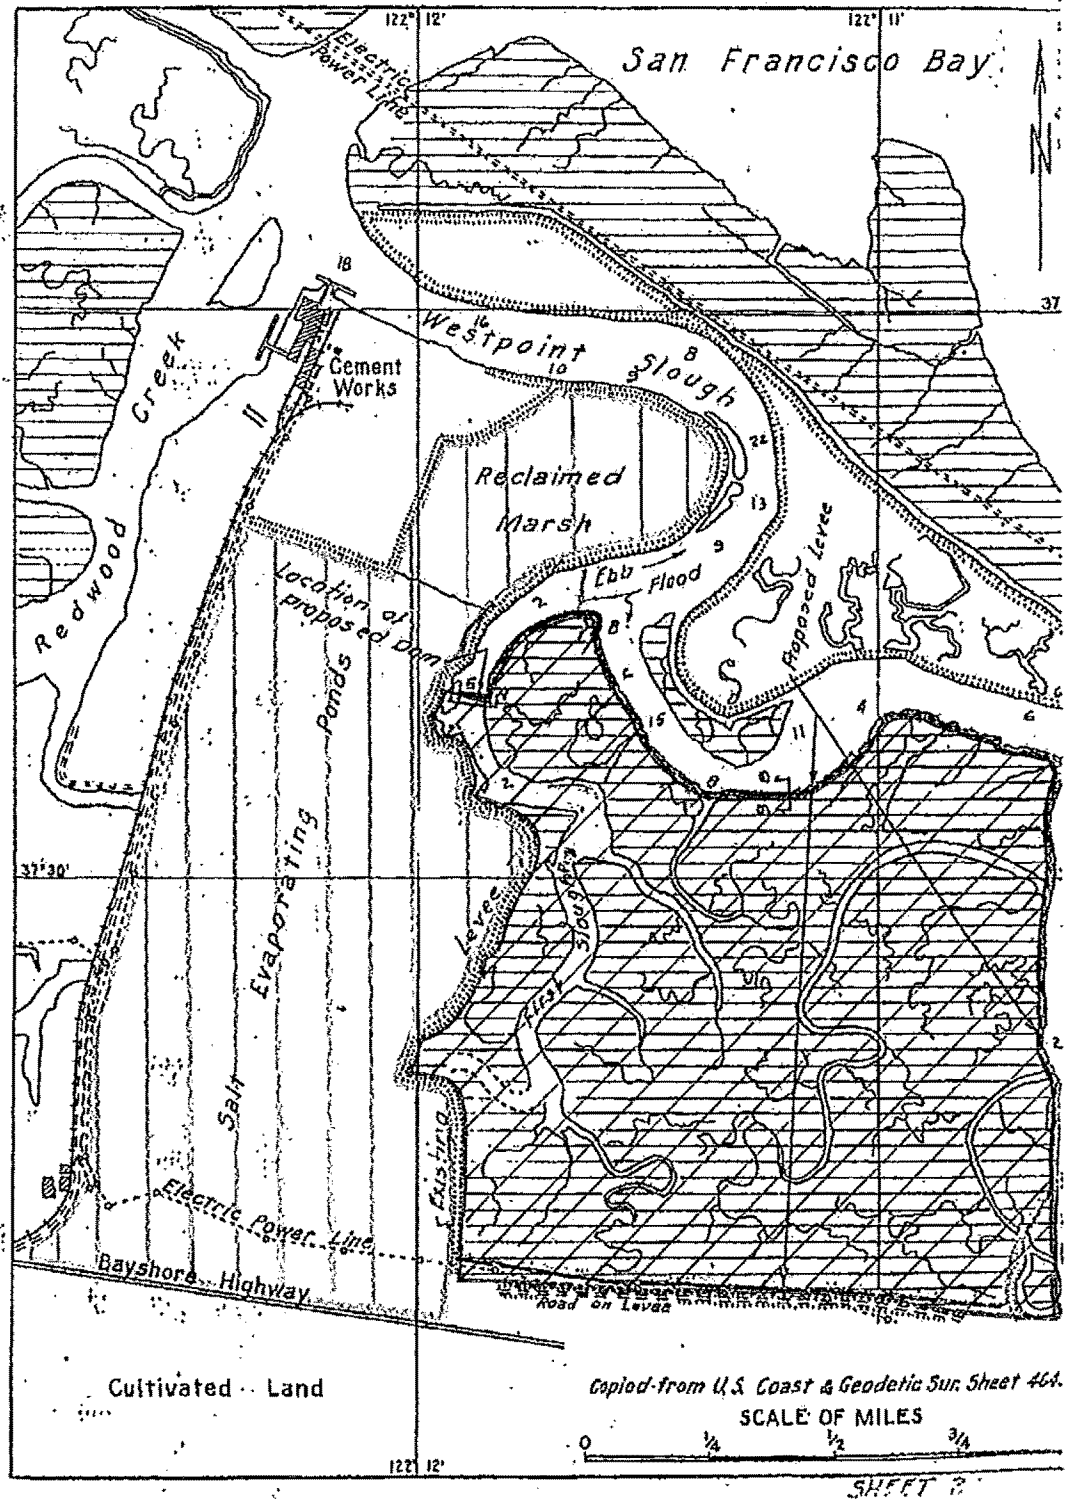 122° 12'
122° 11'
San Francisco Bay
Electric
Power Line
N
18
37
Westpoint
16
Slough
8
10
9
Cement
Works
Creek
11
22
Reclaimed
Marsh
13
Redwood
9
Ebb
Flood
Proposed Levee
Location of
proposed Dam
2
8
Ponds
15
11
4
6
2
8
37°30'
Evaporating
Levee
Slough
First
2
Salt
Existing
Electric Power Line
Bayshore Highway
Road on Levee
Cultivated Land
Copied from U.S. Coast & Geodetic Sur. Sheet 464.
SCALE OF MILES
0 1/4 1/2 3/4
122° 12'
SHEET 2